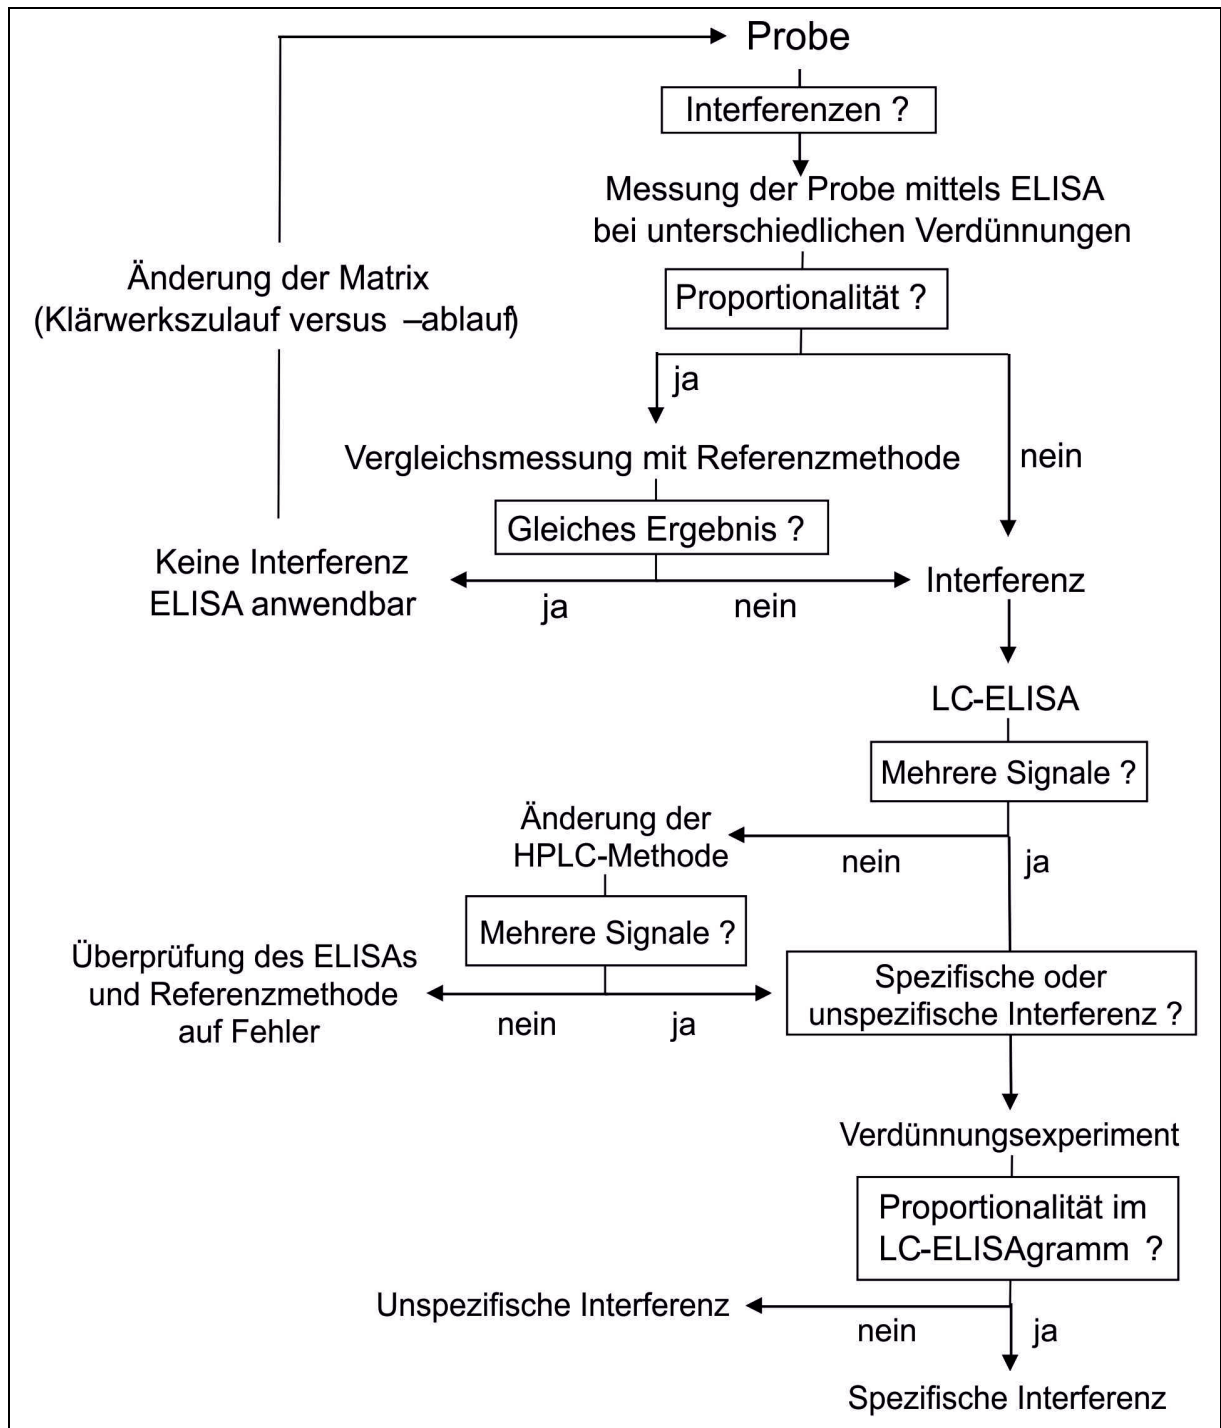 Probe
Interferenzen ?
Messung der Probe mittels ELISA
bei unterschiedlichen Verdünnungen
Änderung der Matrix
(Klärwerkszulauf versus –ablauf)
Proportionalität ?
ja
nein
Vergleichsmessung mit Referenzmethode
Gleiches Ergebnis ?
Keine Interferenz
ELISA anwendbar
ja
nein
Interferenz
LC-ELISA
Mehrere Signale ?
Änderung der
HPLC-Methode
nein
ja
Mehrere Signale ?
Überprüfung des ELISAs
und Referenzmethode
auf Fehler
nein
ja
Spezifische oder
unspezifische Interferenz ?
Verdünnungsexperiment
Proportionalität im
LC-ELISAgramm ?
Unspezifische Interferenz
nein
ja
Spezifische Interferenz